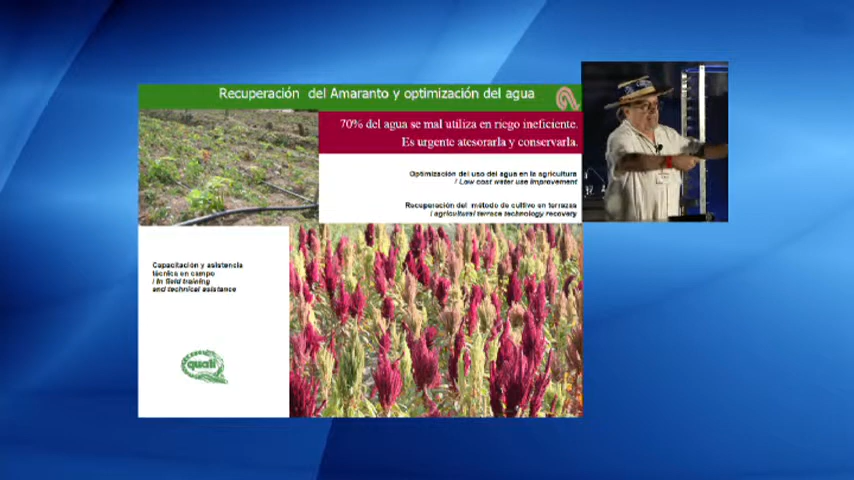 Recuperación del Amaranto y optimización del agua
70% del agua se mal utiliza en riego ineficiente.
Es urgente atesorarla y conservarla.
Optimización del uso del agua en la agricultura
/ Low cost water use improvement
Recuperación del método de cultivo en terrazas
/ agricultural terrace technology recovery
Capacitación y asistencia
técnica en campo
/ In field training
and technical asistance
quali